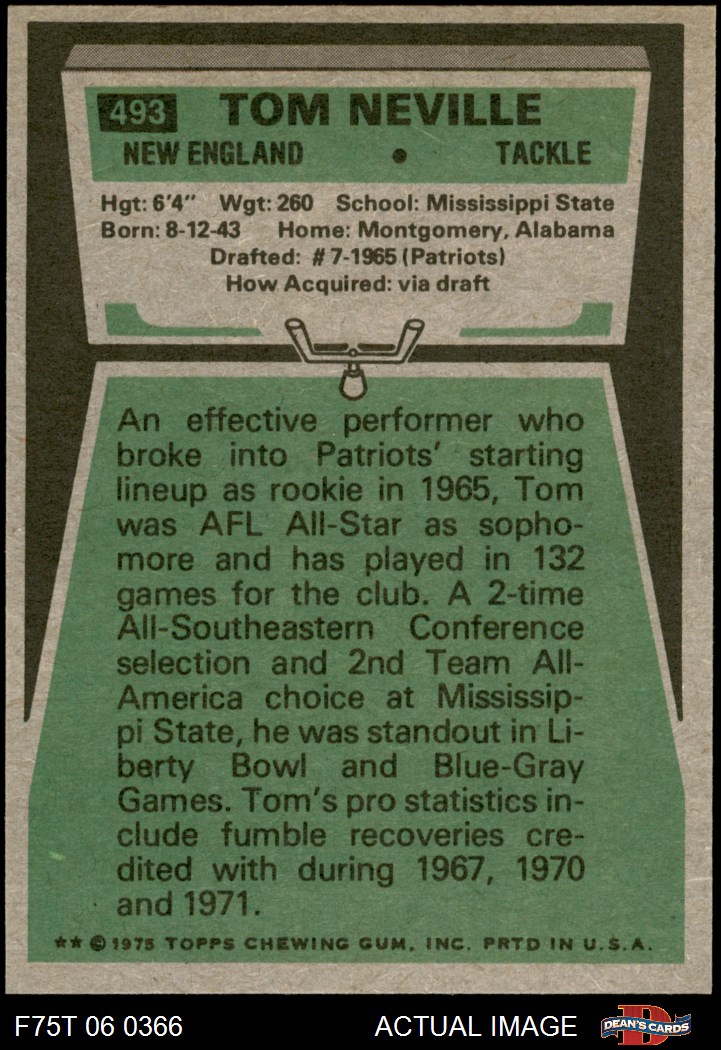 493 TOM NEVILLE
NEW ENGLAND • TACKLE
Hgt: 6'4" Wgt: 260 School: Mississippi State
Born: 8-12-43 Home: Montgomery, Alabama
Drafted: #7-1965 (Patriots)
How Acquired: via draft
An effective performer who
broke into Patriots' starting
lineup as rookie in 1965, Tom
was AFL All-Star as sopho-
more and has played in 132
games for the club. A 2-time
All-Southeastern Conference
selection and 2nd Team All-
America choice at Mississip-
pi State, he was standout in Li-
berty Bowl and Blue-Gray
Games. Tom's pro statistics in-
clude fumble recoveries cre-
dited with during 1967, 1970
and 1971.
** © 1975 TOPPS CHEWING GUM, INC. PRTD IN U.S.A.
F75T 06 0366 ACTUAL IMAGE D DEAN'S CARDS